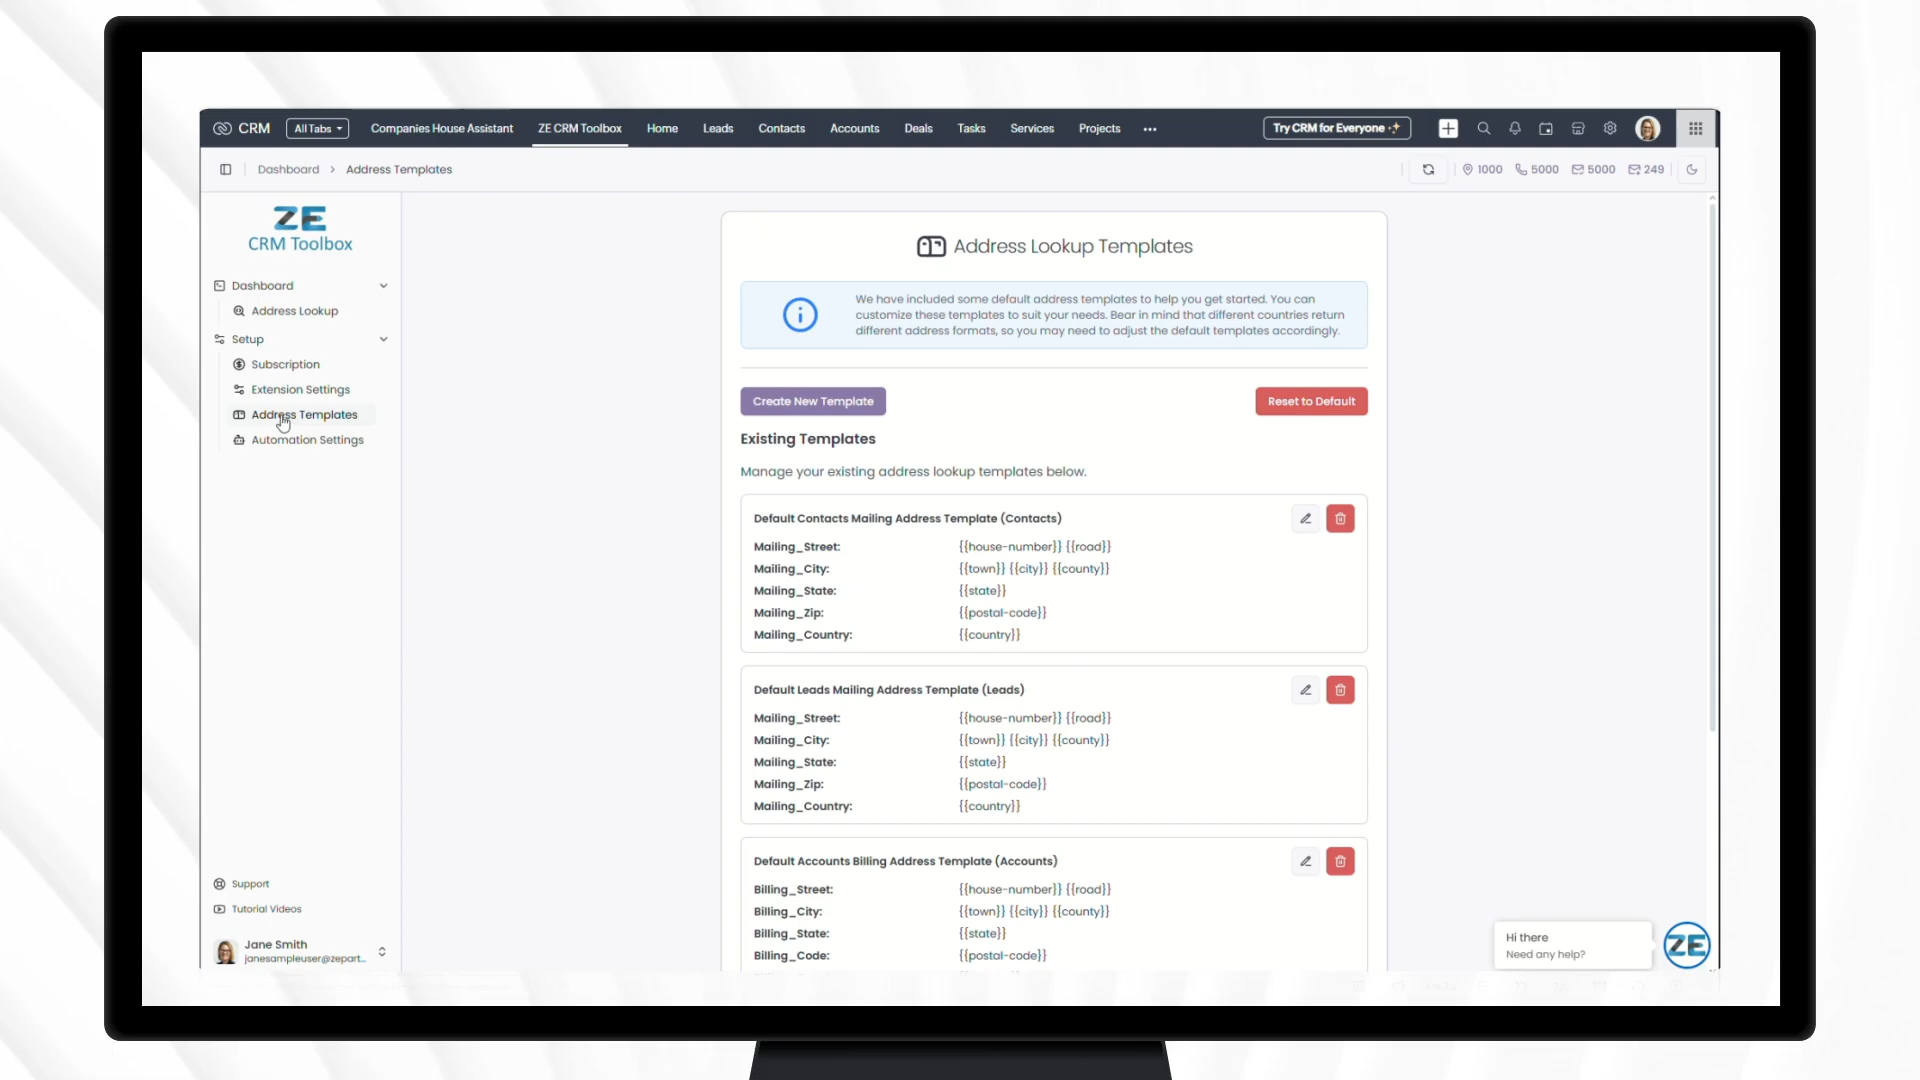 CRM All Tabs Companies House Assistant ZE CRM Toolbox Home Leads Contacts Accounts Deals Tasks Services Projects ... Try CRM for Everyone
Dashboard > Address Templates 1000 5000 5000 249
ZE
CRM Toolbox
Dashboard
Address Lookup
Setup
Subscription
Extension Settings
Address Templates
Automation Settings
Support
Tutorial Videos
Jane Smith
janesampleuser@zepart...
Address Lookup Templates
We have included some default address templates to help you get started. You can
customize these templates to suit your needs. Bear in mind that different countries return
different address formats, so you may need to adjust the default templates accordingly.
Create New Template Reset to Default
Existing Templates
Manage your existing address lookup templates below.
Default Contacts Mailing Address Template (Contacts)
Mailing_Street: {{house-number}} {{road}}
Mailing_City: {{town}} {{city}} {{county}}
Mailing_State: {{state}}
Mailing_Zip: {{postal-code}}
Mailing_Country: {{country}}
Default Leads Mailing Address Template (Leads)
Mailing_Street: {{house-number}} {{road}}
Mailing_City: {{town}} {{city}} {{county}}
Mailing_State: {{state}}
Mailing_Zip: {{postal-code}}
Mailing_Country: {{country}}
Default Accounts Billing Address Template (Accounts)
Billing_Street: {{house-number}} {{road}}
Billing_City: {{town}} {{city}} {{county}}
Billing_State: {{state}}
Billing_Code: {{postal-code}}
Hi there
Need any help?
ZE